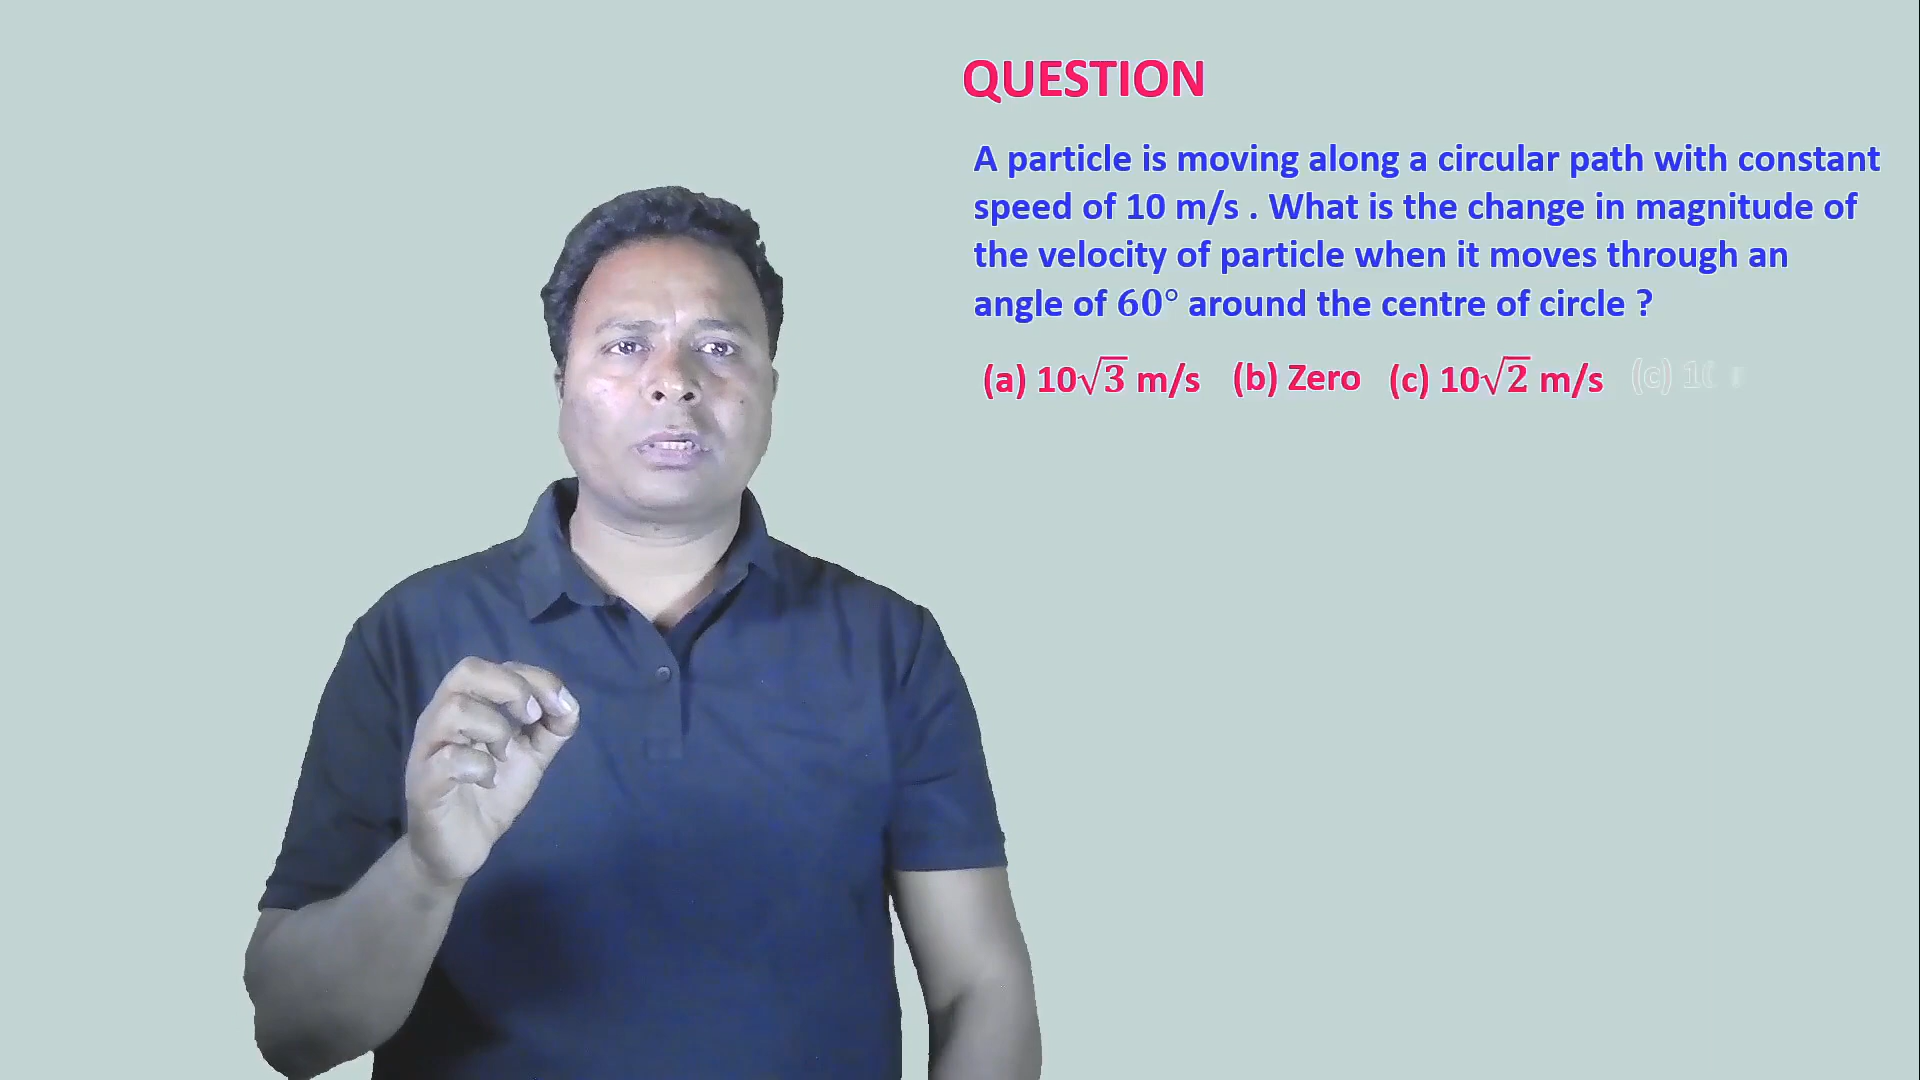 QUESTION
A particle is moving along a circular path with constant
speed of 10 m/s . What is the change in magnitude of
the velocity of particle when it moves through an
angle of 60° around the centre of circle ?
(a) 10√3 m/s (b) Zero (c) 10√2 m/s (c)